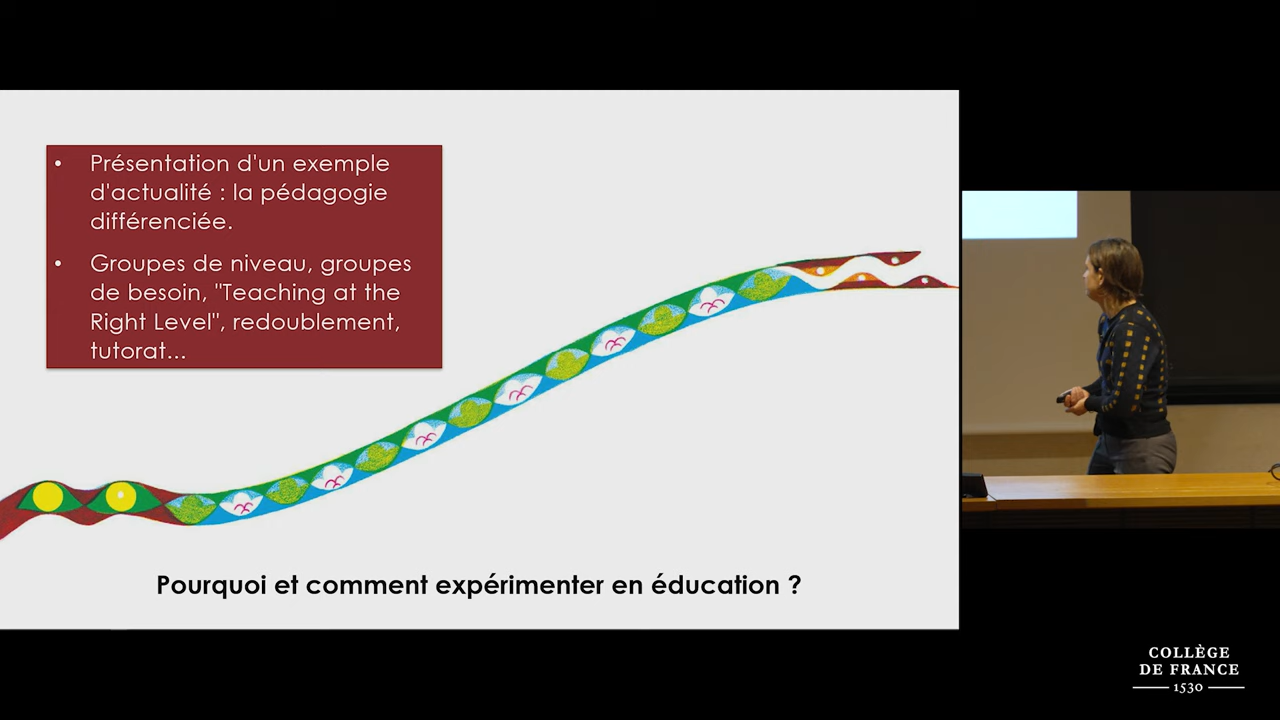 • Présentation d'un exemple
d'actualité : la pédagogie
différenciée.
• Groupes de niveau, groupes
de besoin, "Teaching at the
Right Level", redoublement,
tutorat...
Pourquoi et comment expérimenter en éducation ?
COLLÈGE
DE FRANCE
1530